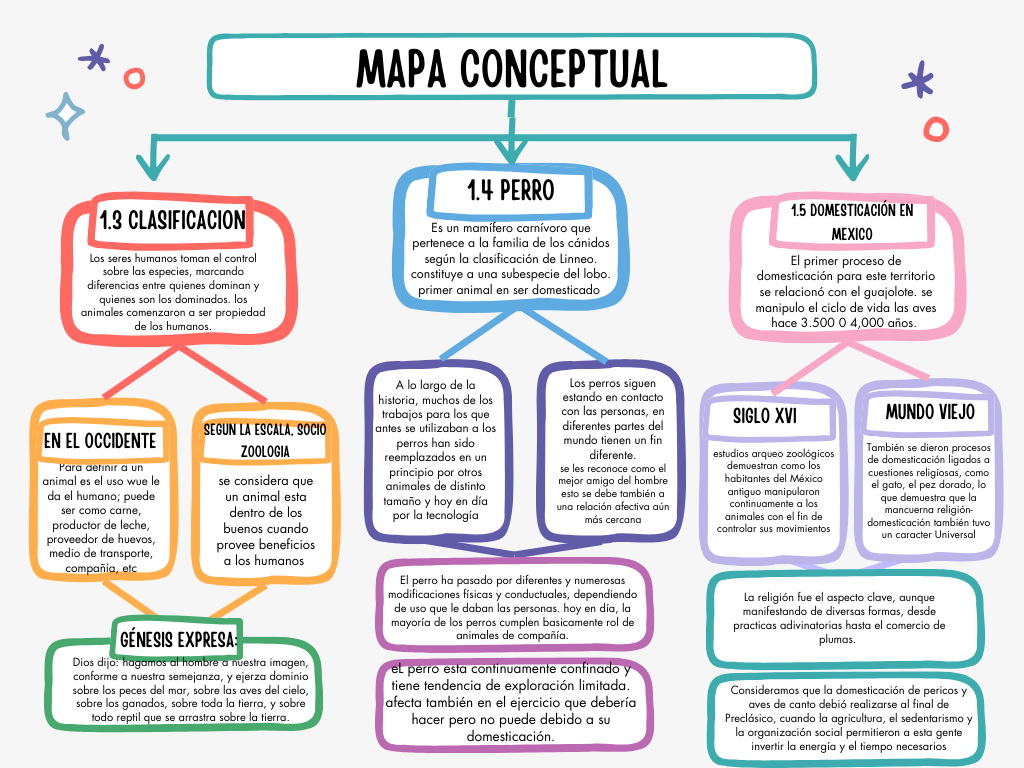 MAPA CONCEPTUAL
1.3 CLASIFICACION
Los seres humanos toman el control
sobre las especies, marcando
diferencias entre quienes dominan y
quienes son los dominados. los
animales comenzaron a ser propiedad
de los humanos.
EN EL OCCIDENTE
Para definir a un
animal es el uso wue le
da el humano; puede
ser como carne,
productor de leche,
proveedor de huevos,
medio de transporte,
compañía, etc
SEGUN LA ESCALA, SOCIO
ZOOLOGIA
se considera que
un animal esta
dentro de los
buenos cuando
provee beneficios
a los humanos
GÉNESIS EXPRESA:
Dios dijo: hagamos al hombre a nuestra imagen,
conforme a nuestra semejanza, y ejerza dominio
sobre los peces del mar, sobre las aves del cielo,
sobre los ganados, sobre toda la tierra, y sobre
todo reptil que se arrastra sobre la tierra.
1.4 PERRO
Es un mamífero carnívoro que
pertenece a la familia de los cánidos
según la clasificación de Linneo.
constituye a una subespecie del lobo.
primer animal en ser domesticado
A lo largo de la
historia, muchos de los
trabajos para los que
antes se utilizaban a los
perros han sido
reemplazados en un
principio por otros
animales de distinto
tamaño y hoy en día
por la tecnología
Los perros siguen
estando en contacto
con las personas, en
diferentes partes del
mundo tienen un fin
diferente.
se les reconoce como el
mejor amigo del hombre
esto se debe también a
una relación afectiva aún
más cercana
El perro ha pasado por diferentes y numerosas
modificaciones físicas y conductuales, dependiendo
de uso que le daban las personas. hoy en día, la
mayoría de los perros cumplen basicamente rol de
animales de compañía.
eL perro esta continuamente confinado y
tiene tendencia de exploración limitada.
afecta también en el ejercicio que debería
hacer pero no puede debido a su
domesticación.
1.5 DOMESTICACIÓN EN
MEXICO
El primer proceso de
domesticación para este territorio
se relacionó con el guajolote. se
manipulo el ciclo de vida las aves
hace 3.500 0 4,000 años.
SIGLO XVI
estudios arqueo zoológicos
demuestran como los
habitantes del México
antiguo manipularon
continuamente a los
animales con el fin de
controlar sus movimientos
MUNDO VIEJO
También se dieron procesos
de domesticación ligados a
cuestiones religiosas, como
el gato, el pez dorado, lo
que demuestra que la
mancuerna religión-
domesticación también tuvo
un caracter Universal
La religión fue el aspecto clave, aunque
manifestando de diversas formas, desde
practicas adivinatorias hasta el comercio de
plumas.
Consideramos que la domesticación de pericos y
aves de canto debió realizarse al final de
Preclásico, cuando la agricultura, el sedentarismo y
la organización social permitieron a esta gente
invertir la energía y el tiempo necesarios